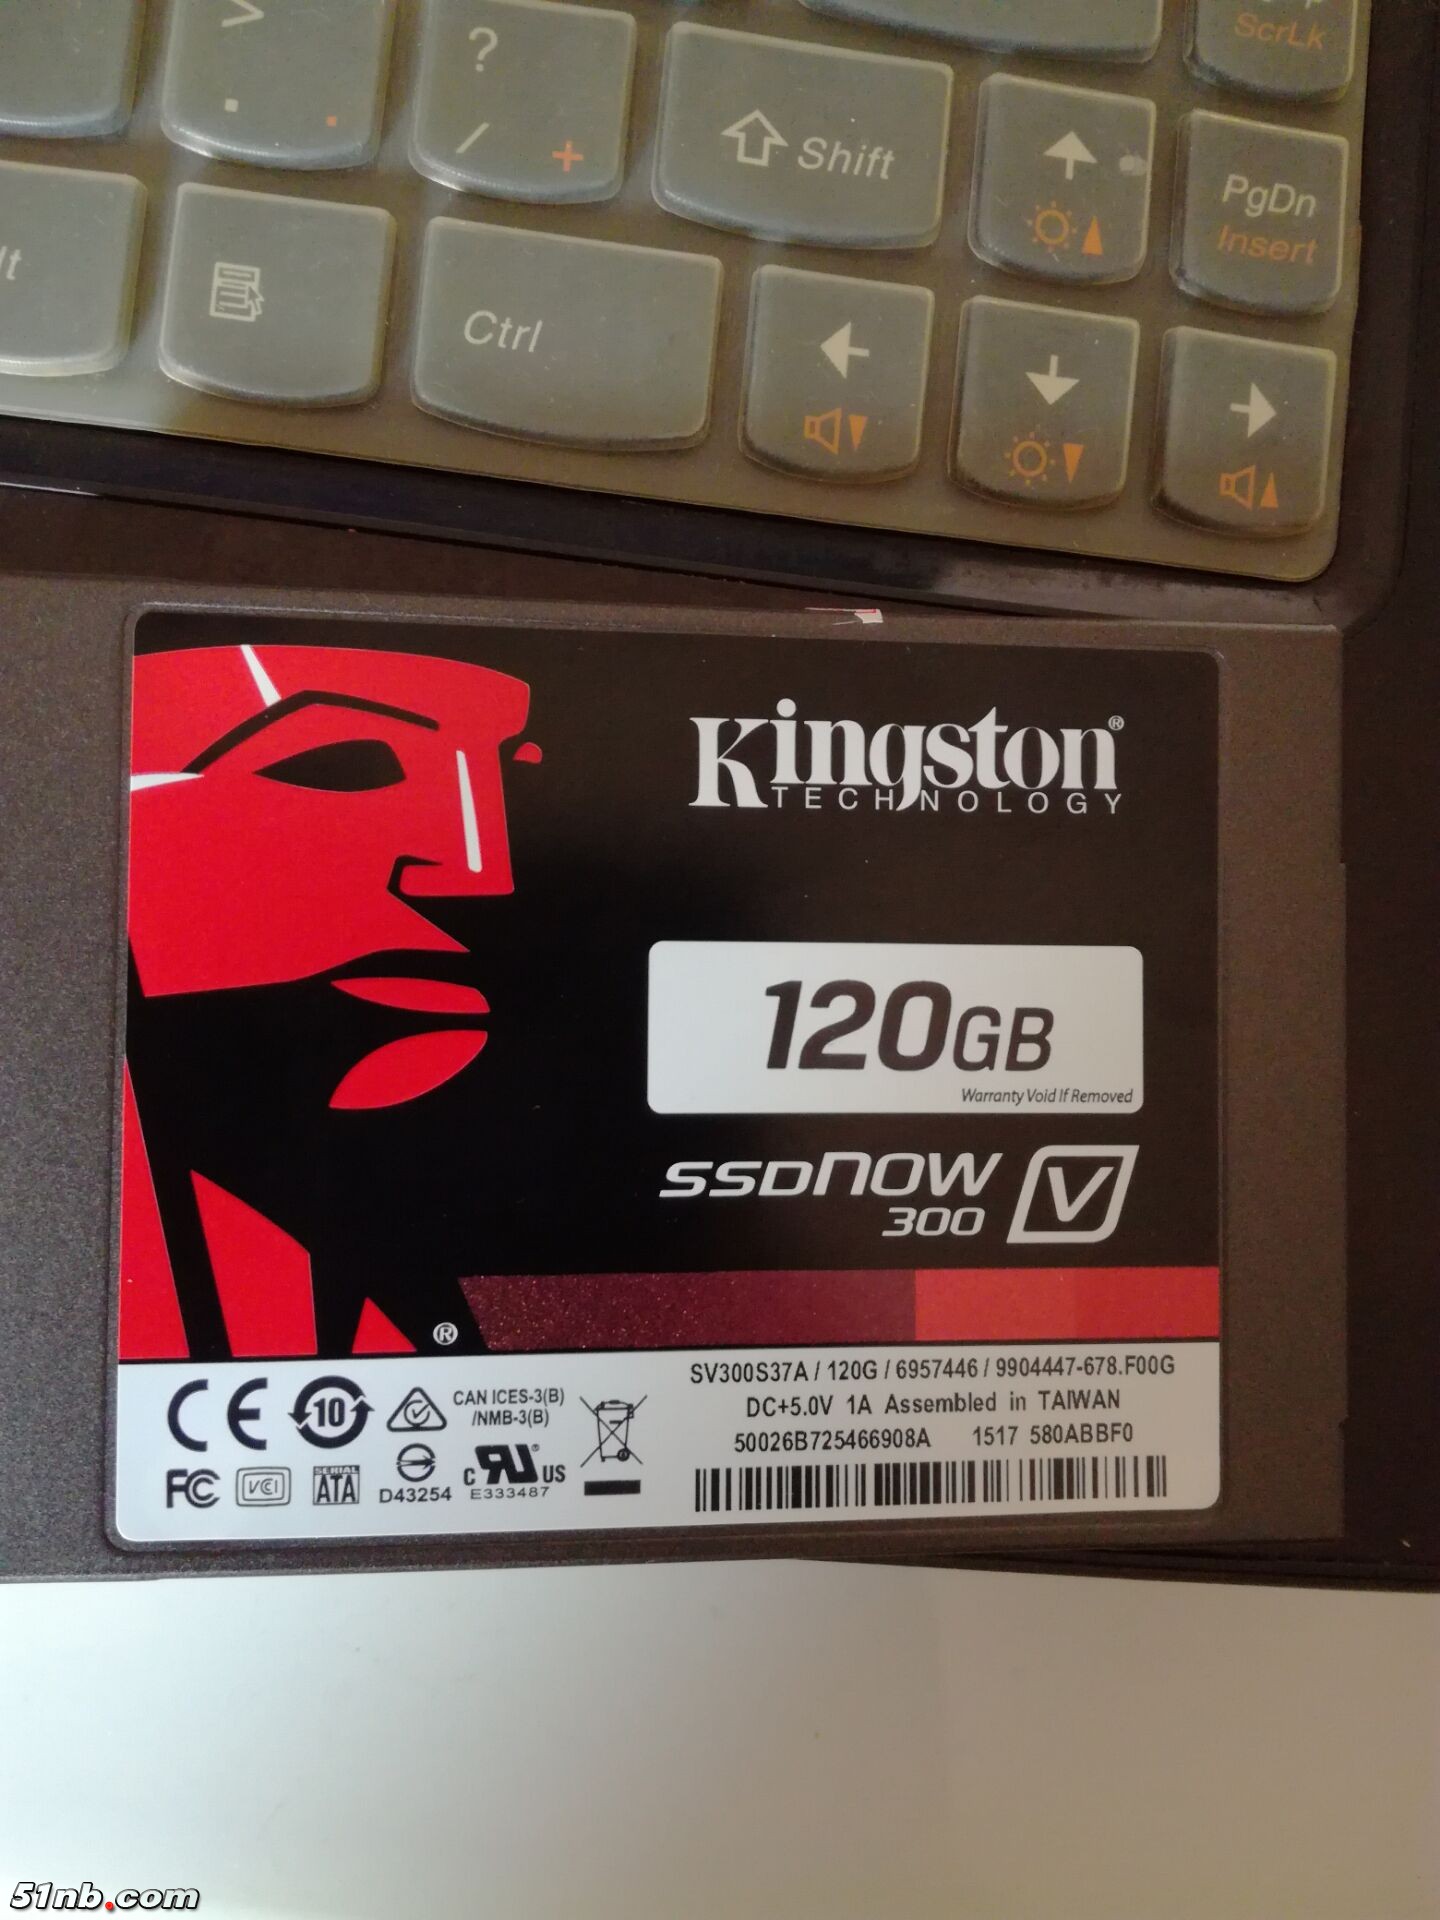 ScrLk
>
.
.
?
/
+
Shift
PgDn
Insert
lt
Ctrl
Kingston®
TECHNOLOGY
120GB
Warranty Void If Removed
SSDNOW
300
V
®
SV300S37A / 120G / 6957446 / 9904447-678.F00G
DC+5.0V 1A Assembled in TAIWAN
50026B725466908A 1517 580ABBF0
CE
10
CAN ICES-3(B)
/NMB-3(B)
FC
VCI
SERIAL
ATA
D43254
c RU® US
E333487
51nb.com